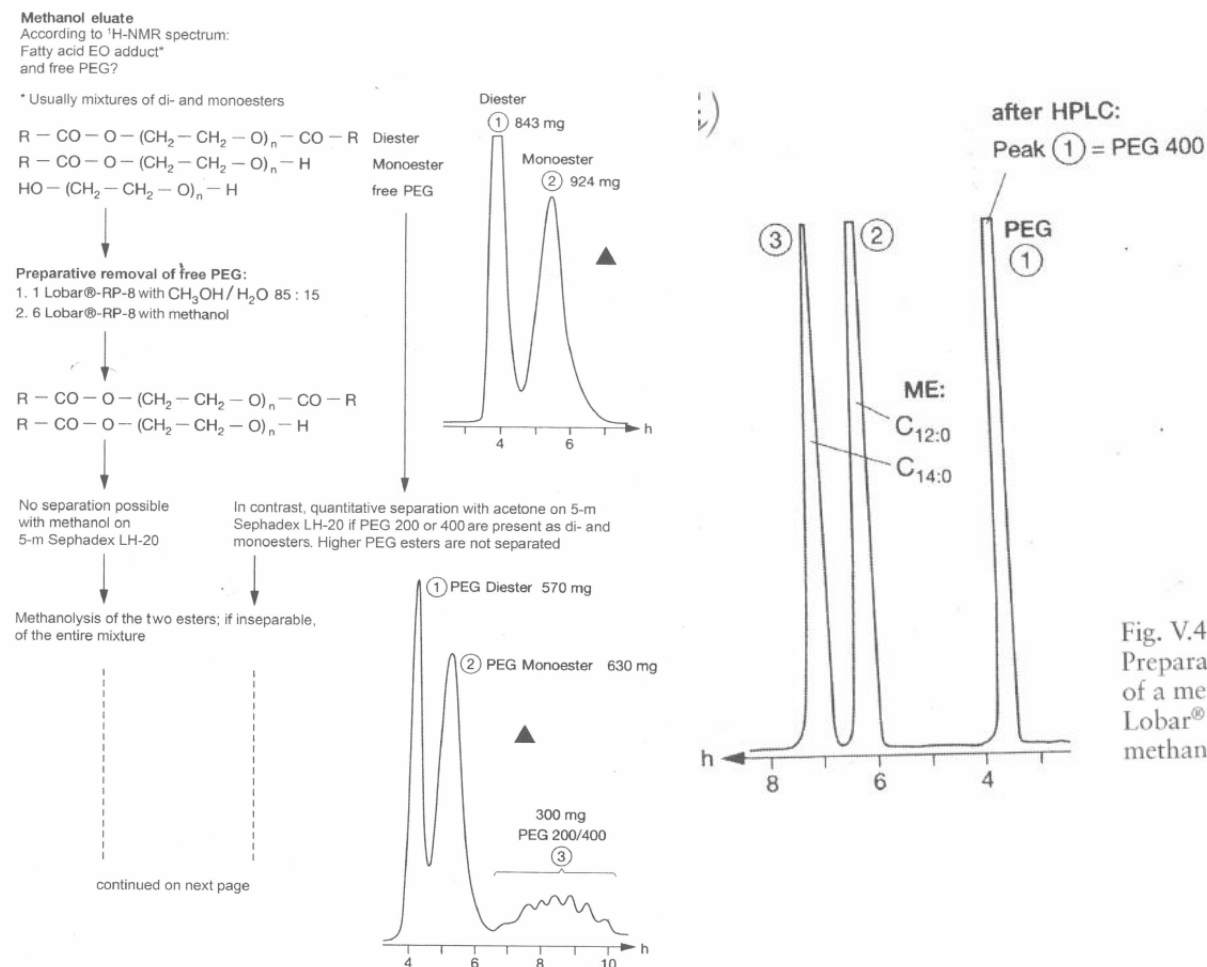 Methanol eluate
According to ¹H-NMR spectrum:
Fatty acid EO adduct*
and free PEG?
* Usually mixtures of di- and monoesters
R – CO – O – (CH₂ – CH₂ – O)ₙ – CO – R Diester
R – CO – O – (CH₂ – CH₂ – O)ₙ – H Monoester
HO – (CH₂ – CH₂ – O)ₙ – H free PEG
Preparative removal of free PEG:
1. 1 Lobar®-RP-8 with CH₃OH/H₂O 85 : 15
2. 6 Lobar®-RP-8 with methanol
R – CO – O – (CH₂ – CH₂ – O)ₙ – CO – R
R – CO – O – (CH₂ – CH₂ – O)ₙ – H
No separation possible
with methanol on
5-m Sephadex LH-20
In contrast, quantitative separation with acetone on 5-m
Sephadex LH-20 if PEG 200 or 400 are present as di- and
monoesters. Higher PEG esters are not separated
Methanolysis of the two esters; if inseparable,
of the entire mixture
continued on next page
Diester
① 843 mg
Monoester
② 924 mg
4 6 h
① PEG Diester 570 mg
② PEG Monoester 630 mg
300 mg
PEG 200/400
③
4 6 8 10 h
after HPLC:
Peak ① = PEG 400
③ ② PEG
①
ME:
C₁₂:₀
C₁₄:₀
h 8 6 4
Fig. V.4
Prepara
of a me
Lobar®
methan